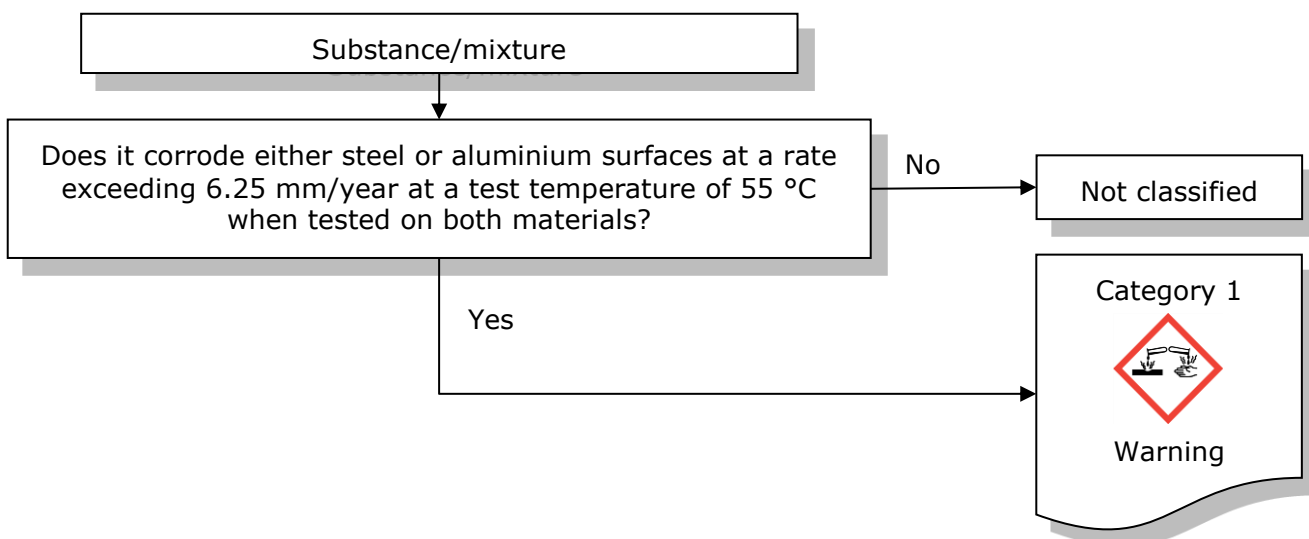 Substance/mixture
Does it corrode either steel or aluminium surfaces at a rate
exceeding 6.25 mm/year at a test temperature of 55 °C
when tested on both materials?
No
Not classified
Yes
Category 1
Warning